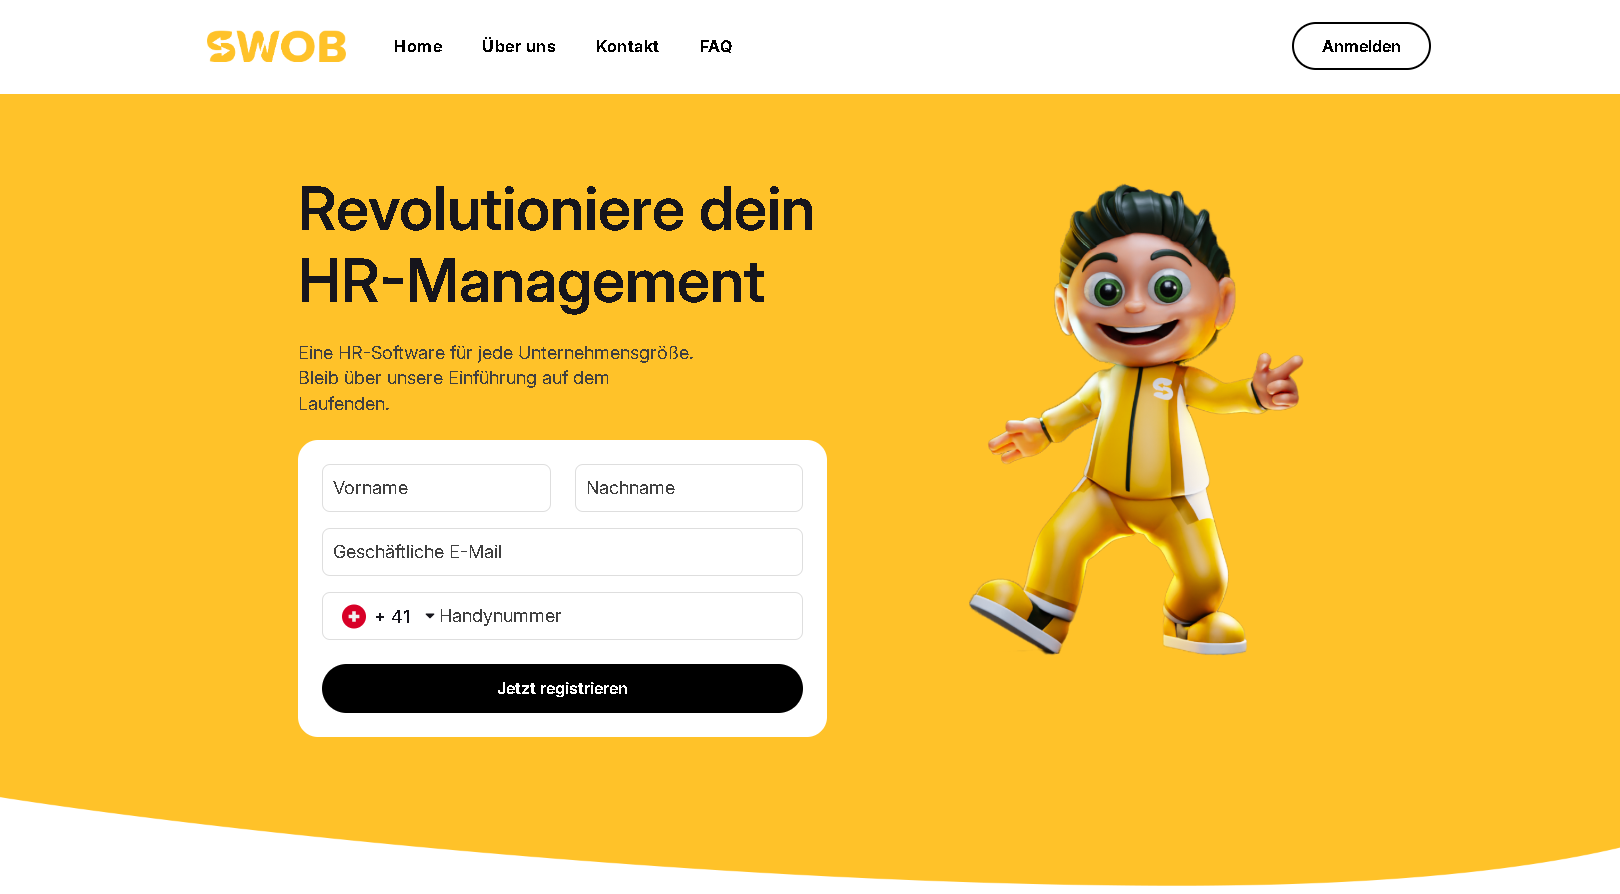 SWOB
Home
Über uns
Kontakt
FAQ
Anmelden
Revolutioniere dein
HR-Management
Eine HR-Software für jede Unternehmensgröße.
Bleib über unsere Einführung auf dem
Laufenden.
Vorname
Nachname
Geschäftliche E-Mail
+ 41 Handynummer
Jetzt registrieren
S